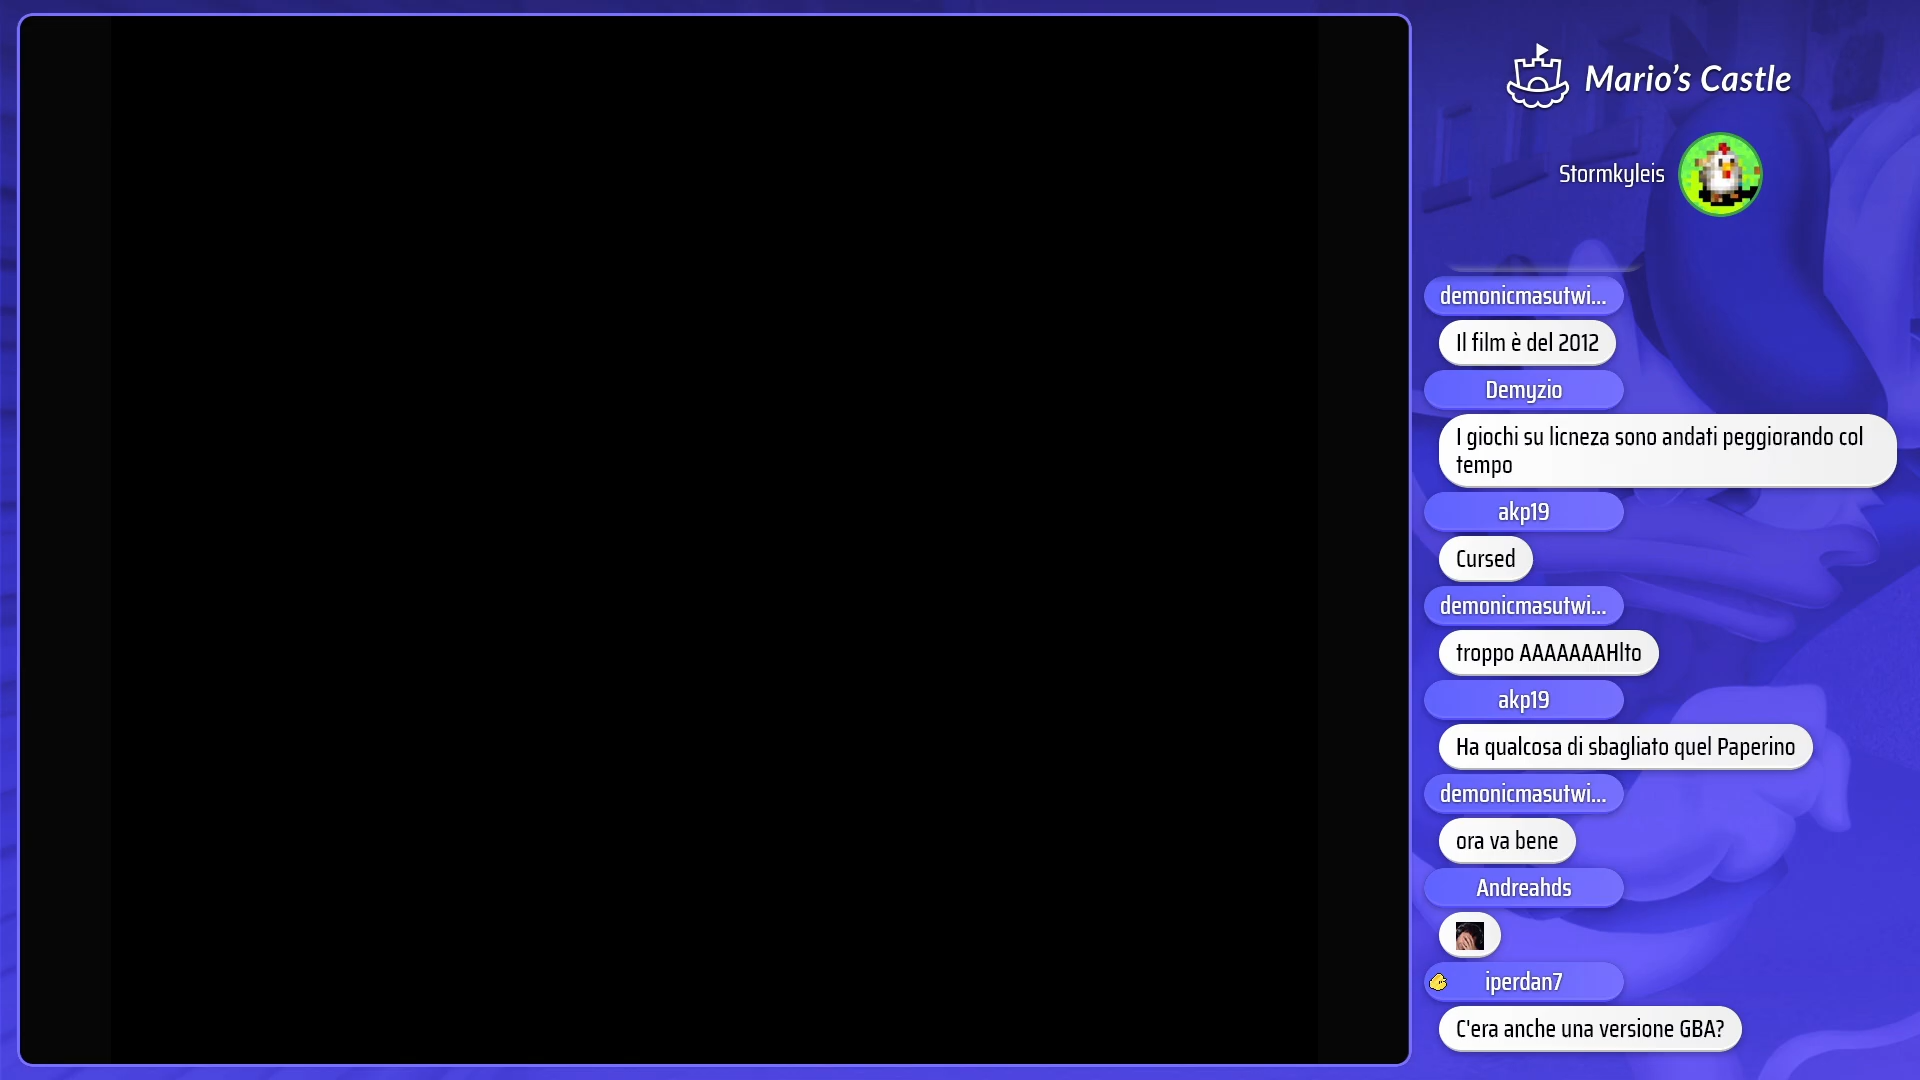 Mario's Castle
Stormkyleis
demonicmasutwi...
Il film è del 2012
Demyzio
I giochi su licneza sono andati peggiorando col
tempo
akp19
Cursed
demonicmasutwi...
troppo AAAAAAAHlto
akp19
Ha qualcosa di sbagliato quel Paperino
demonicmasutwi...
ora va bene
Andreahds
iperdan7
C'era anche una versione GBA?